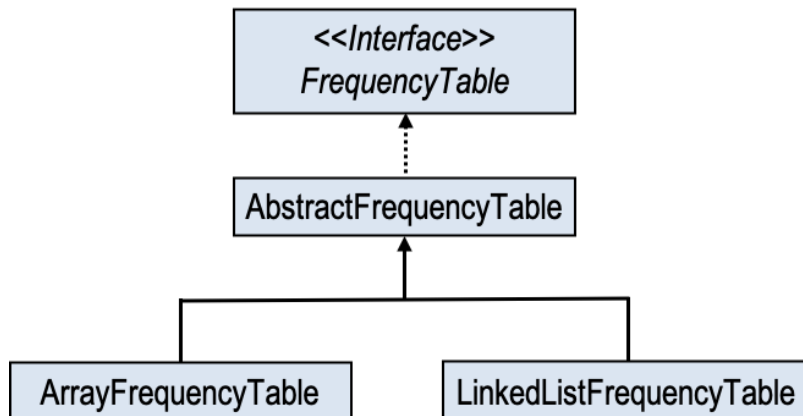 <<Interface>>
FrequencyTable
AbstractFrequencyTable
ArrayFrequencyTable
LinkedListFrequencyTable